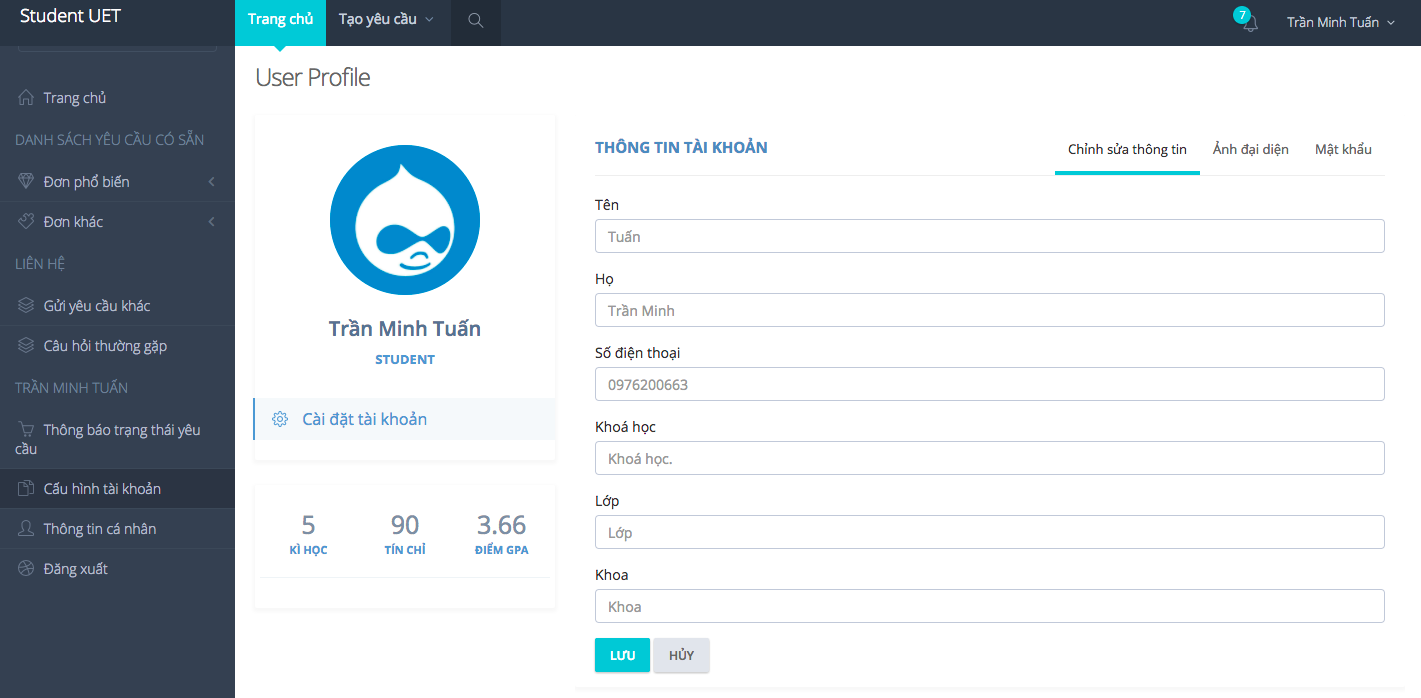 Student UET
Trang chủ
Tạo yêu cầu
7
Trần Minh Tuấn
Trang chủ
DANH SÁCH YÊU CẦU CÓ SẴN
Đơn phổ biến
Đơn khác
LIÊN HỆ
Gửi yêu cầu khác
Câu hỏi thường gặp
TRẦN MINH TUẤN
Thông báo trạng thái yêu
cầu
Cấu hình tài khoản
Thông tin cá nhân
Đăng xuất
User Profile
Trần Minh Tuấn
STUDENT
Cài đặt tài khoản
5 90 3.66
KÌ HỌC TÍN CHỈ ĐIỂM GPA
THÔNG TIN TÀI KHOẢN
Chỉnh sửa thông tin Ảnh đại diện Mật khẩu
Tên
Tuấn
Họ
Trần Minh
Số điện thoại
0976200663
Khoá học
Khoá học.
Lớp
Lớp
Khoa
Khoa
LƯU HỦY